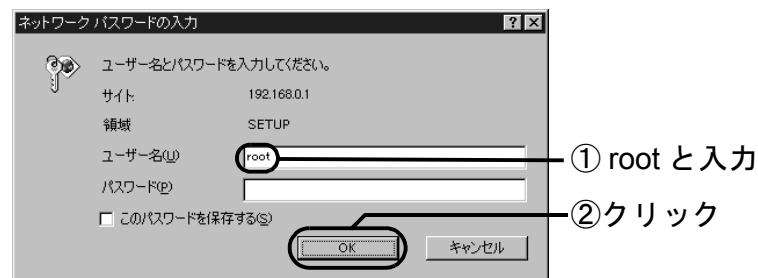 ネットワーク パスワードの入力
ユーザー名とパスワードを入力してください。
サイト: 192.168.0.1
領域 SETUP
ユーザー名(U) root
① root と入力
パスワード(P)
このパスワードを保存する(S)
②クリック
OK キャンセル